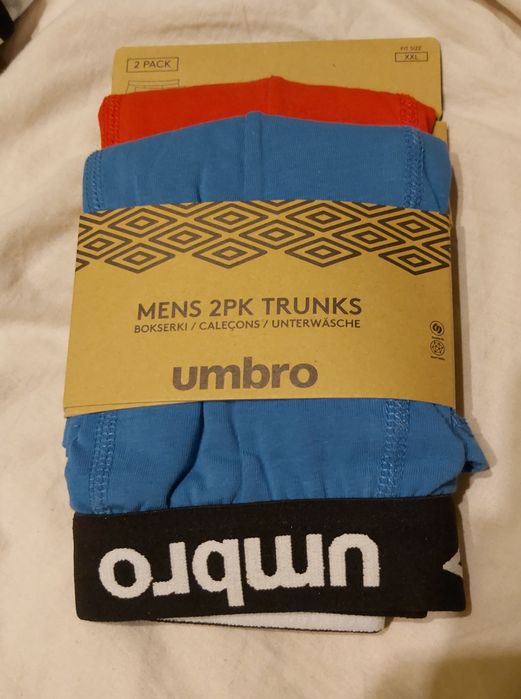 2 PACK
FIT SIZE
XXL
MENS 2PK TRUNKS
BOKSERKI / CALEÇONS / UNTERWÄSCHE
umbro
umbro